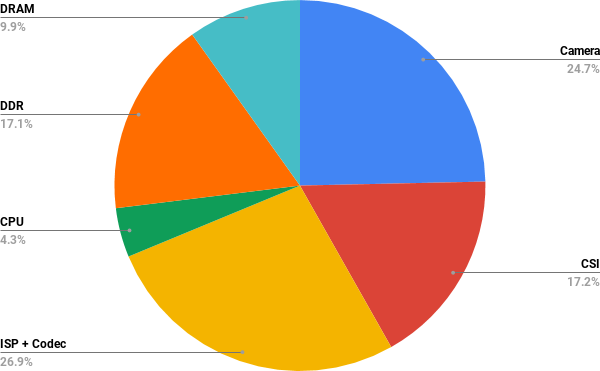 DRAM
9.9%
Camera
24.7%
DDR
17.1%
CPU
4.3%
CSI
17.2%
ISP + Codec
26.9%